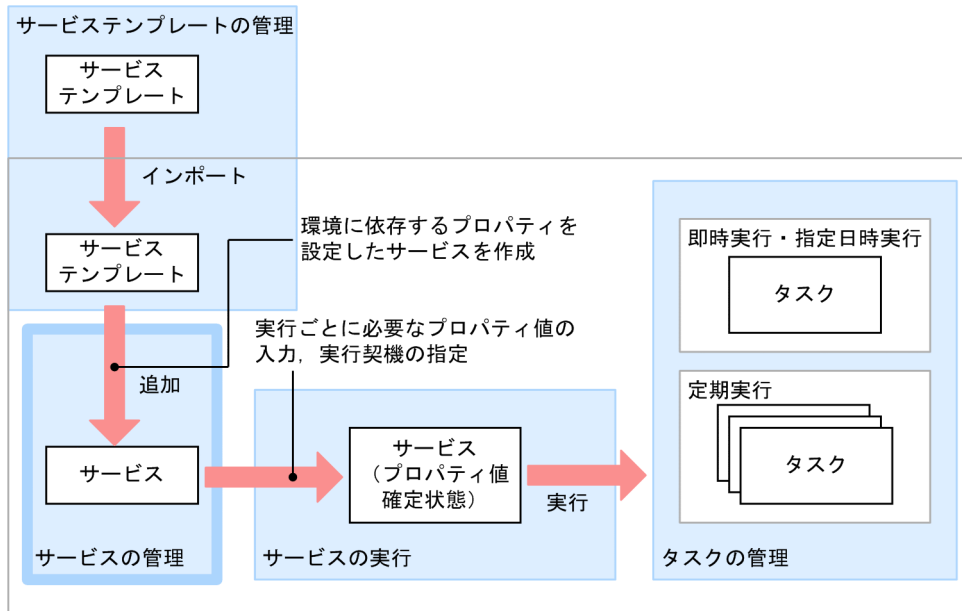 サービステンプレートの管理
サービス
テンプレート
インポート
サービス
テンプレート
環境に依存するプロパティを
設定したサービスを作成
追加
実行ごとに必要なプロパティ値の
入力，実行契機の指定
サービス
サービスの管理
サービス
（プロパティ値
確定状態）
実行
サービスの実行
即時実行・指定日時実行
タスク
定期実行
タスク
タスクの管理